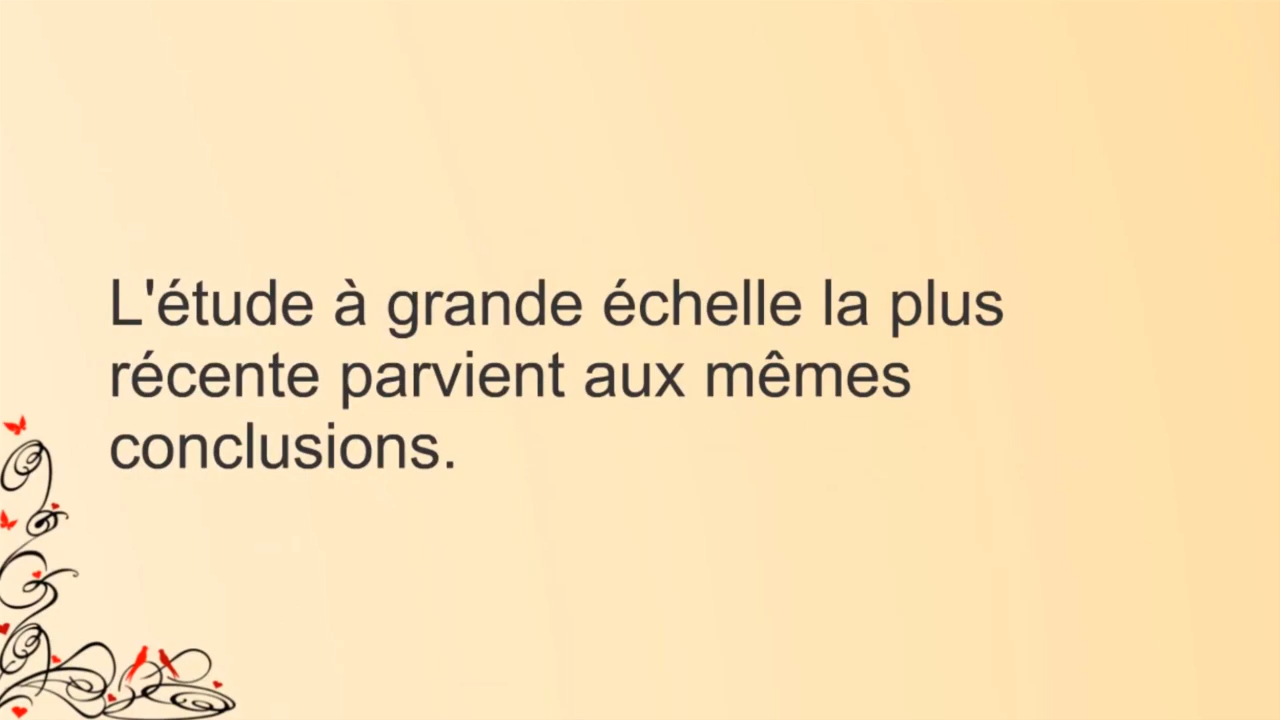 L'étude à grande échelle la plus
récente parvient aux mêmes
conclusions.